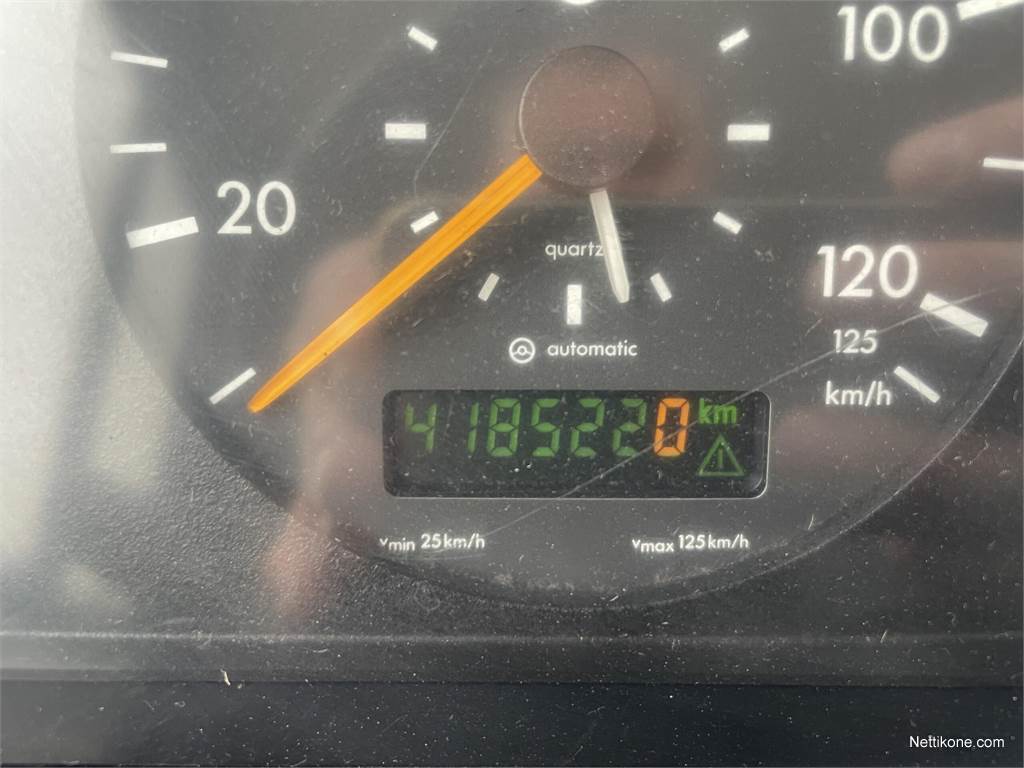 100
20
quartz
120
automatic
125
km/h
4185220 km
vmin 25km/h vmax 125km/h
Nettikone.com